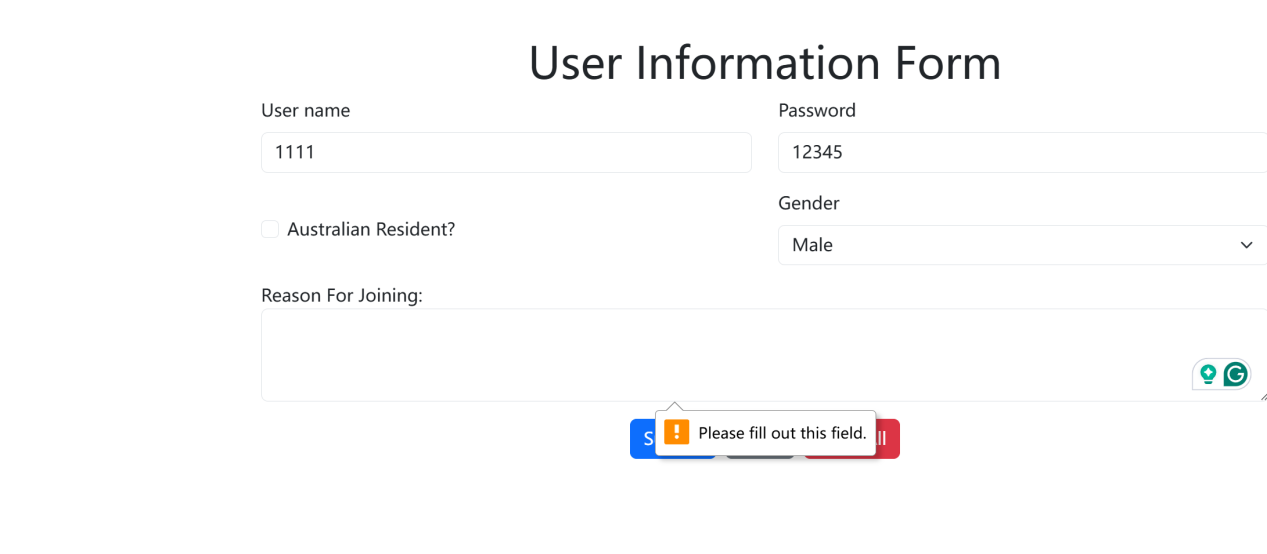 User Information Form
User name
Password
1111
12345
Australian Resident?
Gender
Male
Reason For Joining:
Please fill out this field.